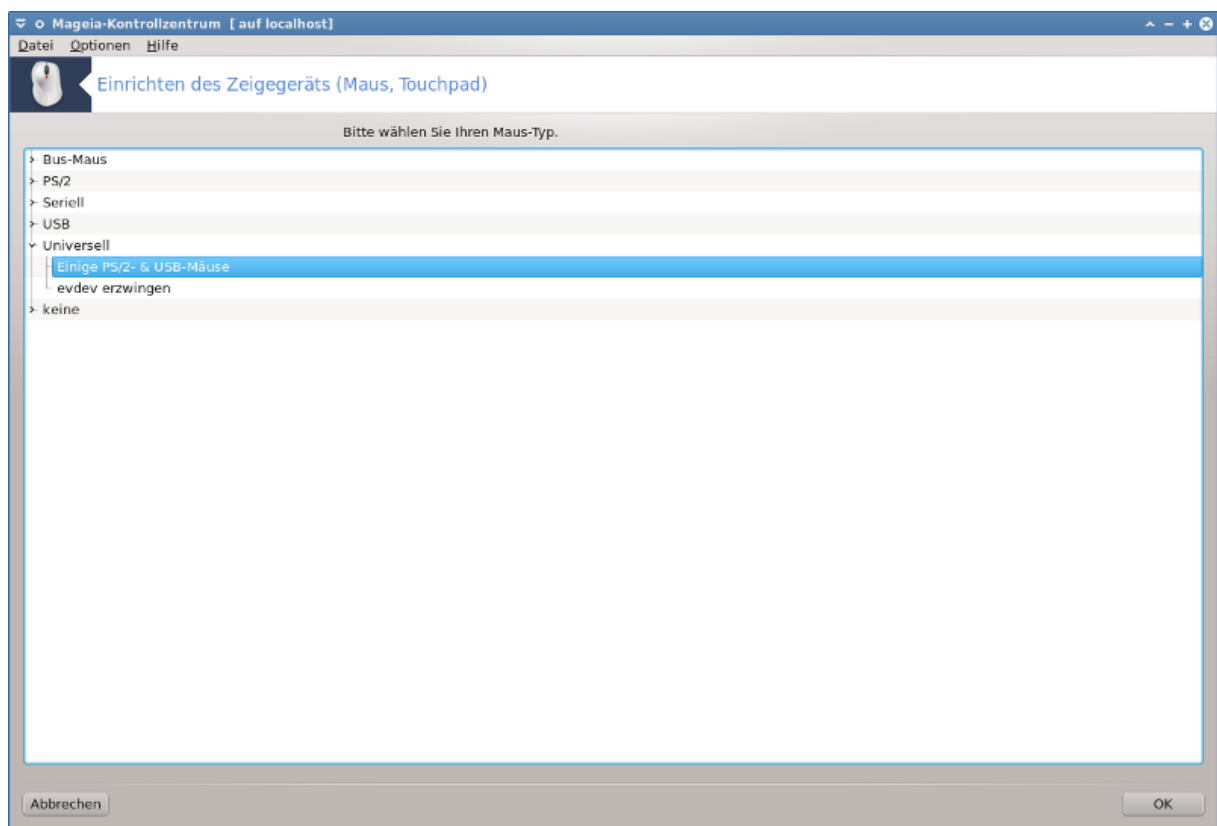 Mageia-Kontrollzentrum [ auf localhost]
Datei Optionen Hilfe
Einrichten des Zeigegeräts (Maus, Touchpad)
Bitte wählen Sie Ihren Maus-Typ.
Bus-Maus
PS/2
Seriell
USB
Universell
Einige PS/2- & USB-Mäuse
evdev erzwingen
keine
Abbrechen OK